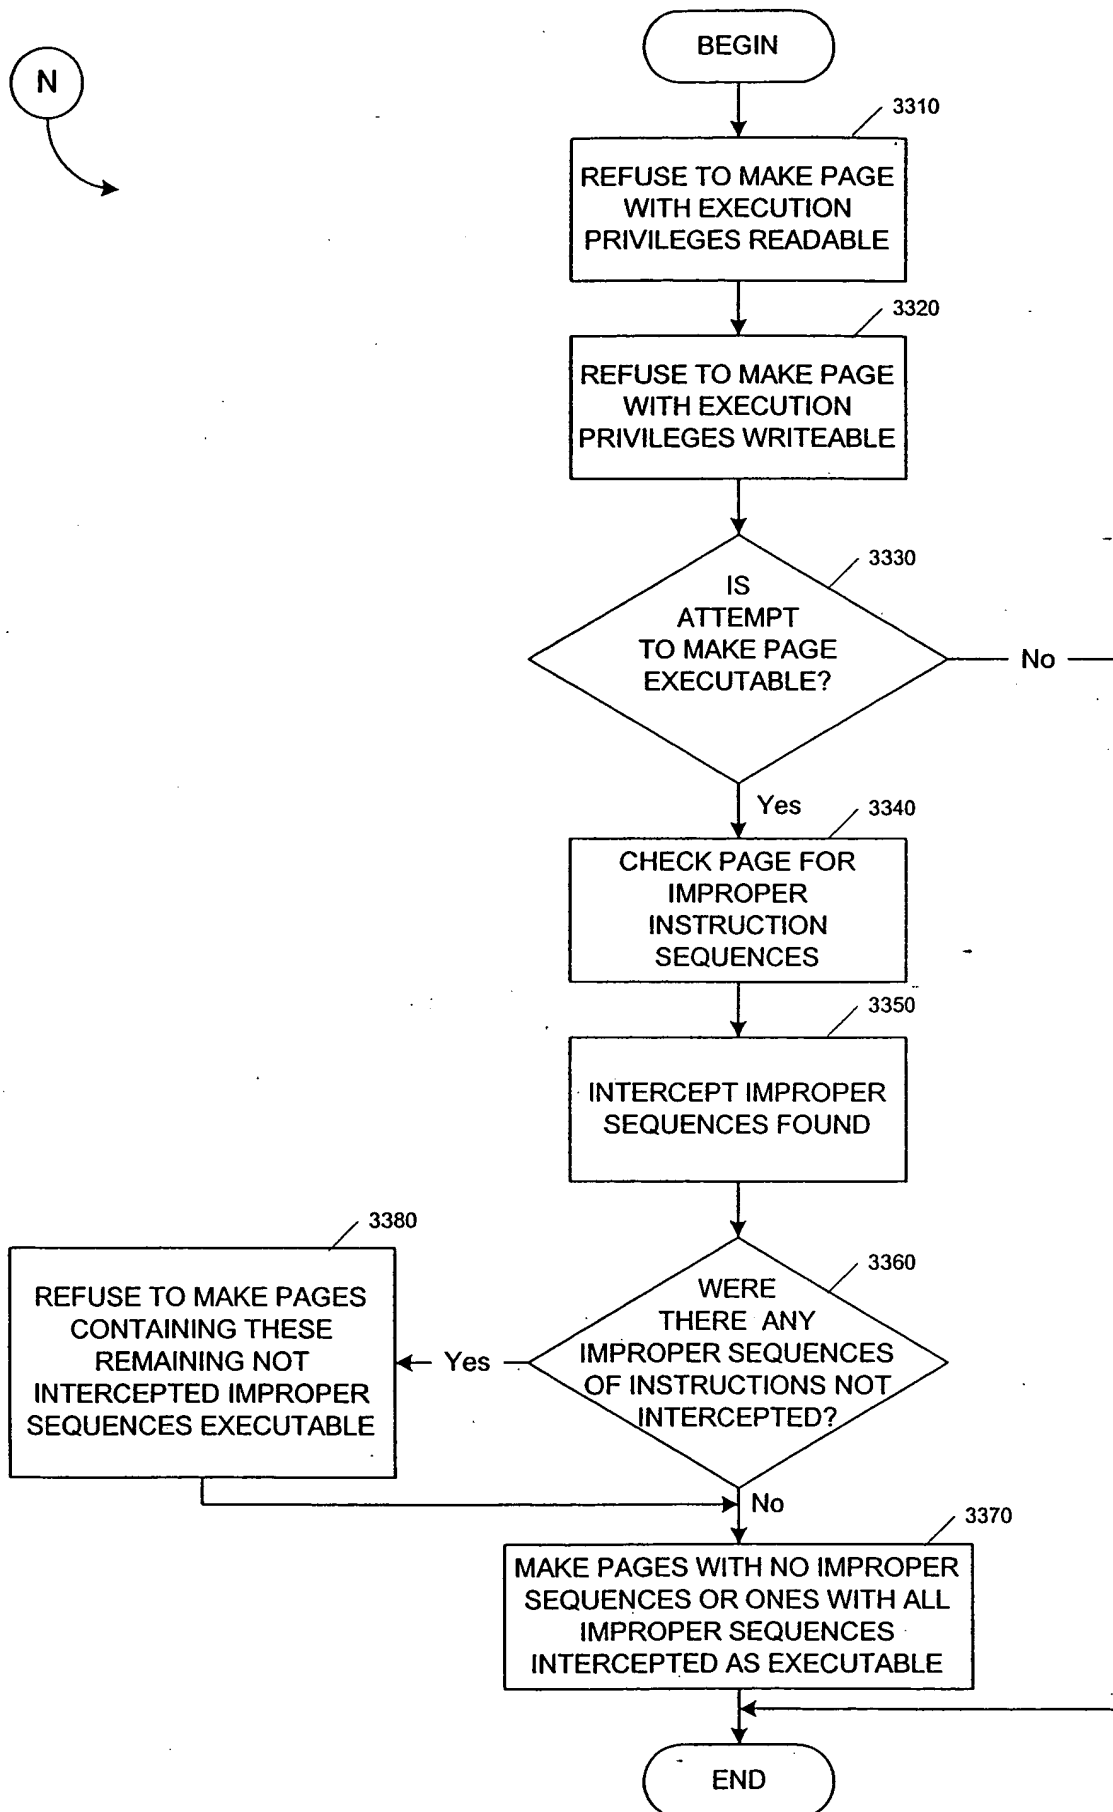 N
BEGIN
3310
REFUSE TO MAKE PAGE
WITH EXECUTION
PRIVILEGES READABLE
3320
REFUSE TO MAKE PAGE
WITH EXECUTION
PRIVILEGES WRITEABLE
3330
IS
ATTEMPT
TO MAKE PAGE
EXECUTABLE?
No
Yes
3340
CHECK PAGE FOR
IMPROPER
INSTRUCTION
SEQUENCES
3350
INTERCEPT IMPROPER
SEQUENCES FOUND
3360
WERE
THERE ANY
IMPROPER SEQUENCES
OF INSTRUCTIONS NOT
INTERCEPTED?
Yes
3380
REFUSE TO MAKE PAGES
CONTAINING THESE
REMAINING NOT
INTERCEPTED IMPROPER
SEQUENCES EXECUTABLE
No
3370
MAKE PAGES WITH NO IMPROPER
SEQUENCES OR ONES WITH ALL
IMPROPER SEQUENCES
INTERCEPTED AS EXECUTABLE
END